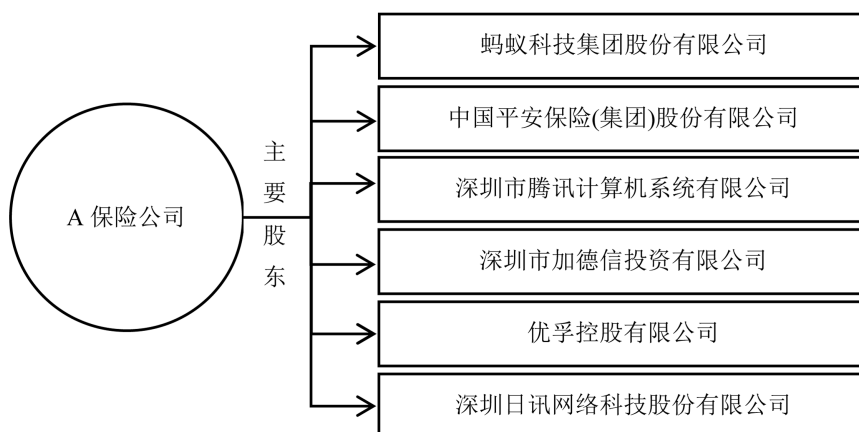 A 保险公司
主要股东
蚂蚁科技集团股份有限公司
中国平安保险(集团)股份有限公司
深圳市腾讯计算机系统有限公司
深圳市加德信投资有限公司
优孚控股有限公司
深圳日讯网络科技股份有限公司